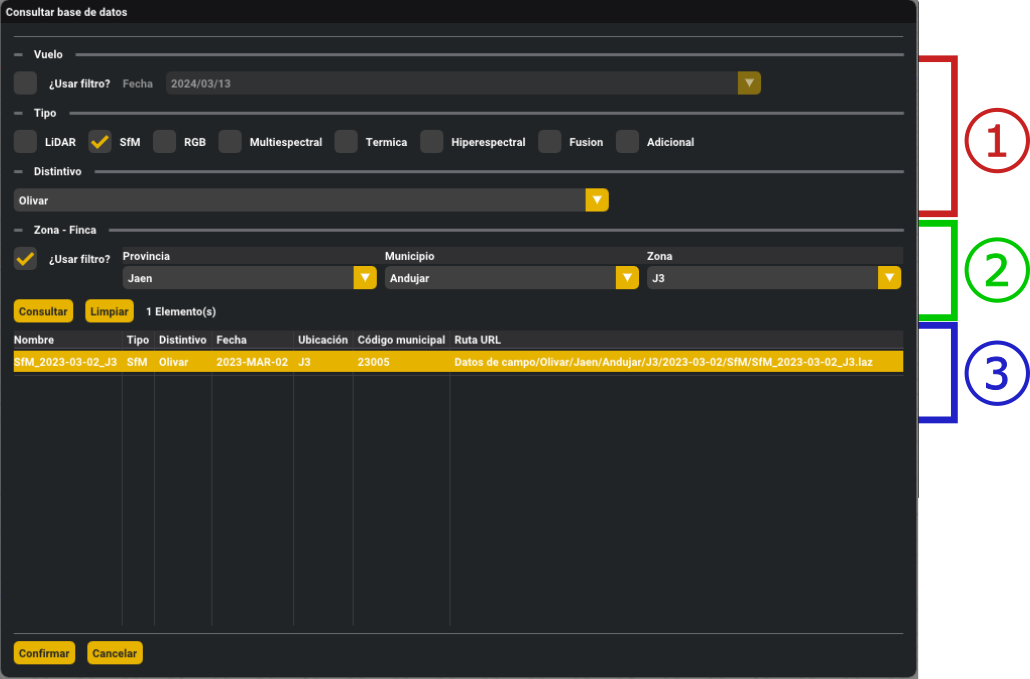 Consultar base de datos
Vuelo
¿Usar filtro? Fecha 2024/03/13
Tipo
LiDAR SfM RGB Multiespectral Termica Hiperespectral Fusion Adicional
Distintivo
Olivar
Zona - Finca
¿Usar filtro? Provincia Municipio Zona
Jaen Andujar J3
Consultar Limpiar 1 Elemento(s)
Nombre Tipo Distintivo Fecha Ubicación Código municipal Ruta URL
SfM_2023-03-02_J3 SfM Olivar 2023-MAR-02 J3 23005 Datos de campo/Olivar/Jaen/Andujar/J3/2023-03-02/SfM/SfM_2023-03-02_J3.laz
Confirmar Cancelar
1
2
3